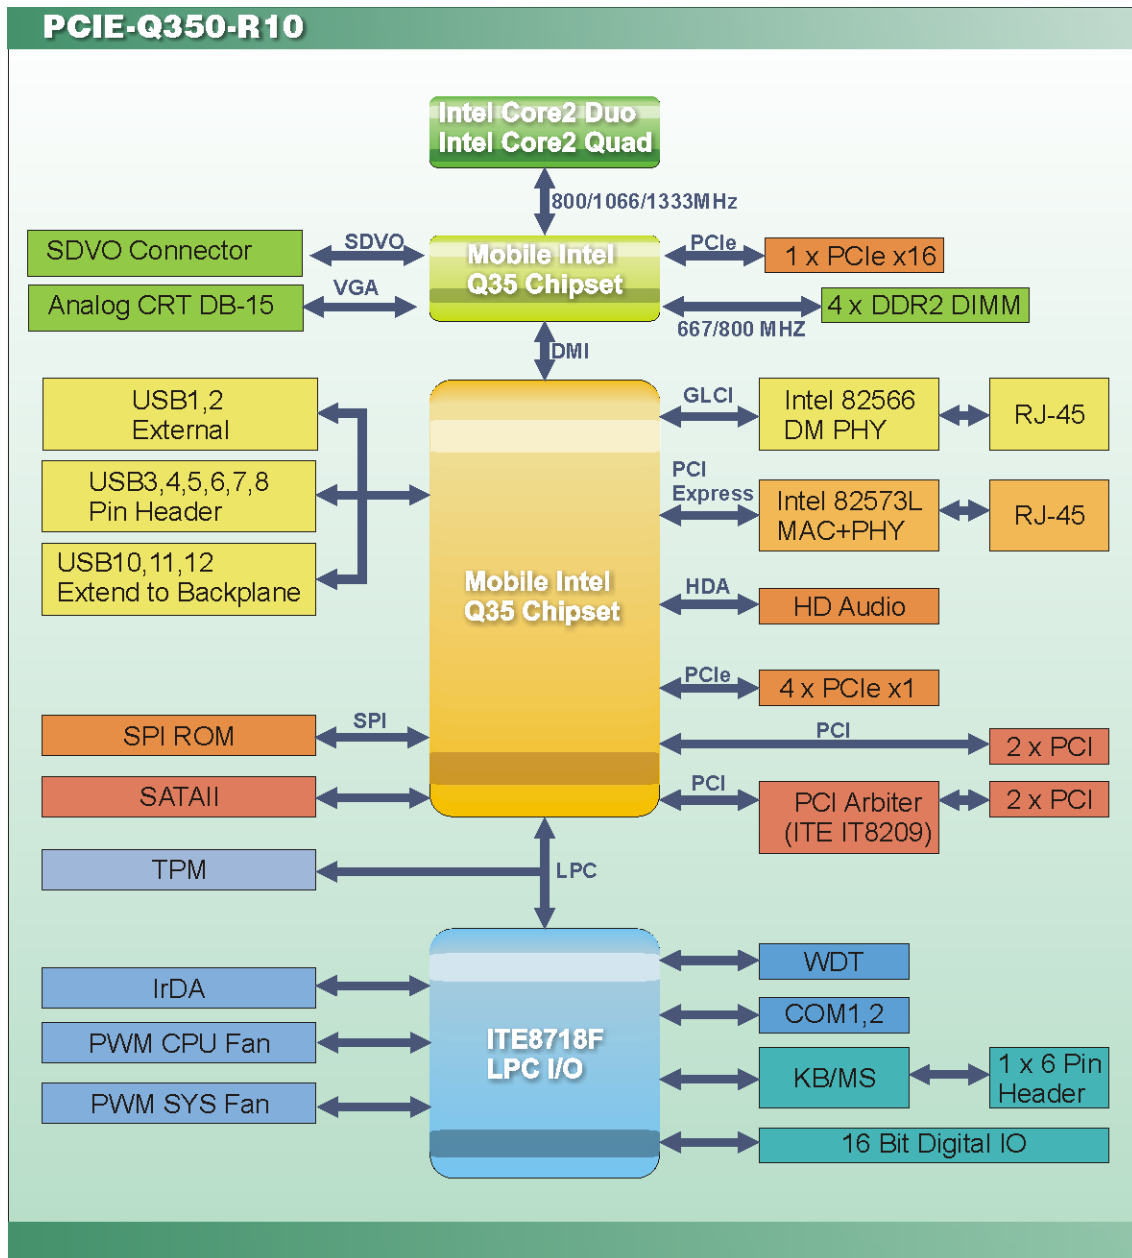 PCIE-Q350-R10
Intel Core2 Duo
Intel Core2 Quad
800/1066/1333MHz
SDVO Connector
SDVO
Mobile Intel
Q35 Chipset
PCIe
1 x PCIe x16
Analog CRT DB-15
VGA
667/800 MHZ
4 x DDR2 DIMM
DMI
USB1,2
External
USB3,4,5,6,7,8
Pin Header
USB10,11,12
Extend to Backplane
Mobile Intel
Q35 Chipset
GLCI
Intel 82566
DM PHY
RJ-45
PCI
Express
Intel 82573L
MAC+PHY
RJ-45
HDA
HD Audio
PCIe
4 x PCIe x1
SPI ROM
SPI
PCI
2 x PCI
SATAII
PCI
PCI Arbiter
(ITE IT8209)
2 x PCI
TPM
LPC
IrDA
PWM CPU Fan
PWM SYS Fan
ITE8718F
LPC I/O
WDT
COM1,2
KB/MS
1 x 6 Pin
Header
16 Bit Digital IO